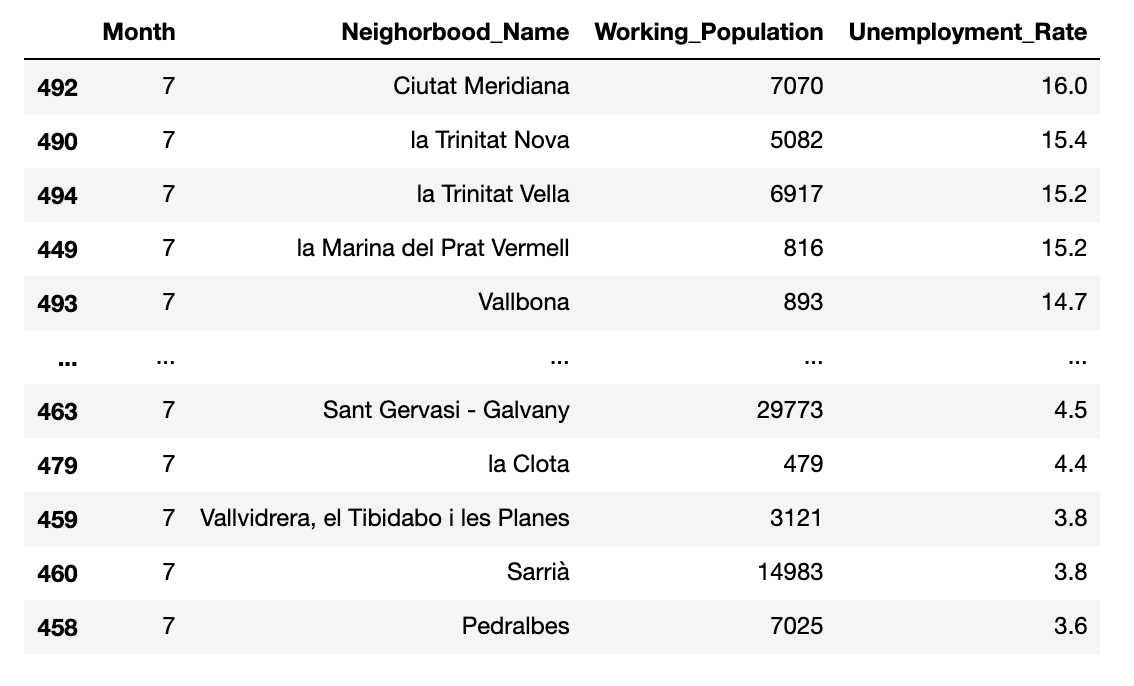 Month Neighorbood_Name Working_Population Unemployment_Rate
492 7 Ciutat Meridiana 7070 16.0
490 7 la Trinitat Nova 5082 15.4
494 7 la Trinitat Vella 6917 15.2
449 7 la Marina del Prat Vermell 816 15.2
493 7 Vallbona 893 14.7
... ... ... ... ...
463 7 Sant Gervasi - Galvany 29773 4.5
479 7 la Clota 479 4.4
459 7 Vallvidrera, el Tibidabo i les Planes 3121 3.8
460 7 Sarrià 14983 3.8
458 7 Pedralbes 7025 3.6